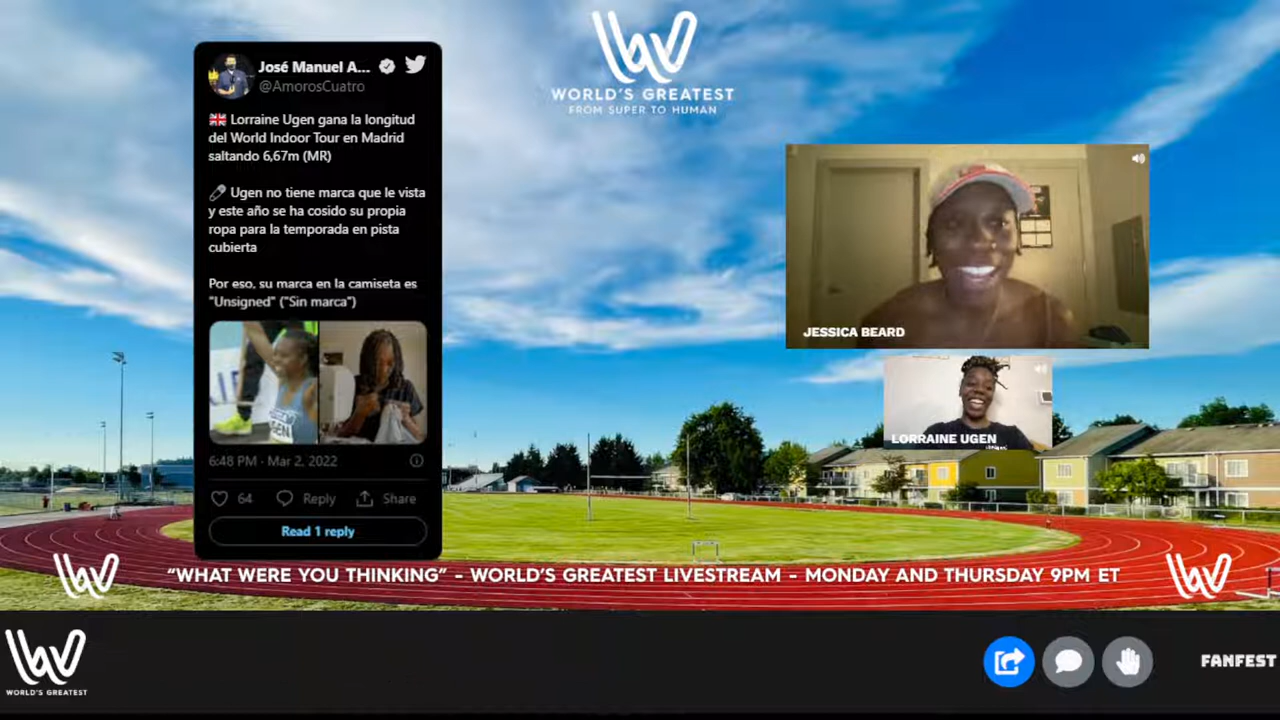 WORLD'S GREATEST
FROM SUPER TO HUMAN
José Manuel A...
@AmorosCuatro
Lorraine Ugen gana la longitud
del World Indoor Tour en Madrid
saltando 6,67m (MR)
Ugen no tiene marca que le vista
y este año se ha cosido su propia
ropa para la temporada en pista
cubierta
Por eso, su marca en la camiseta es
"Unsigned" ("Sin marca")
6:48 PM · Mar 2, 2022
64 Reply Share
Read 1 reply
JESSICA BEARD
LORRAINE UGEN
“WHAT WERE YOU THINKING” – WORLD'S GREATEST LIVESTREAM – MONDAY AND THURSDAY 9PM ET
WORLD'S GREATEST
FANFEST